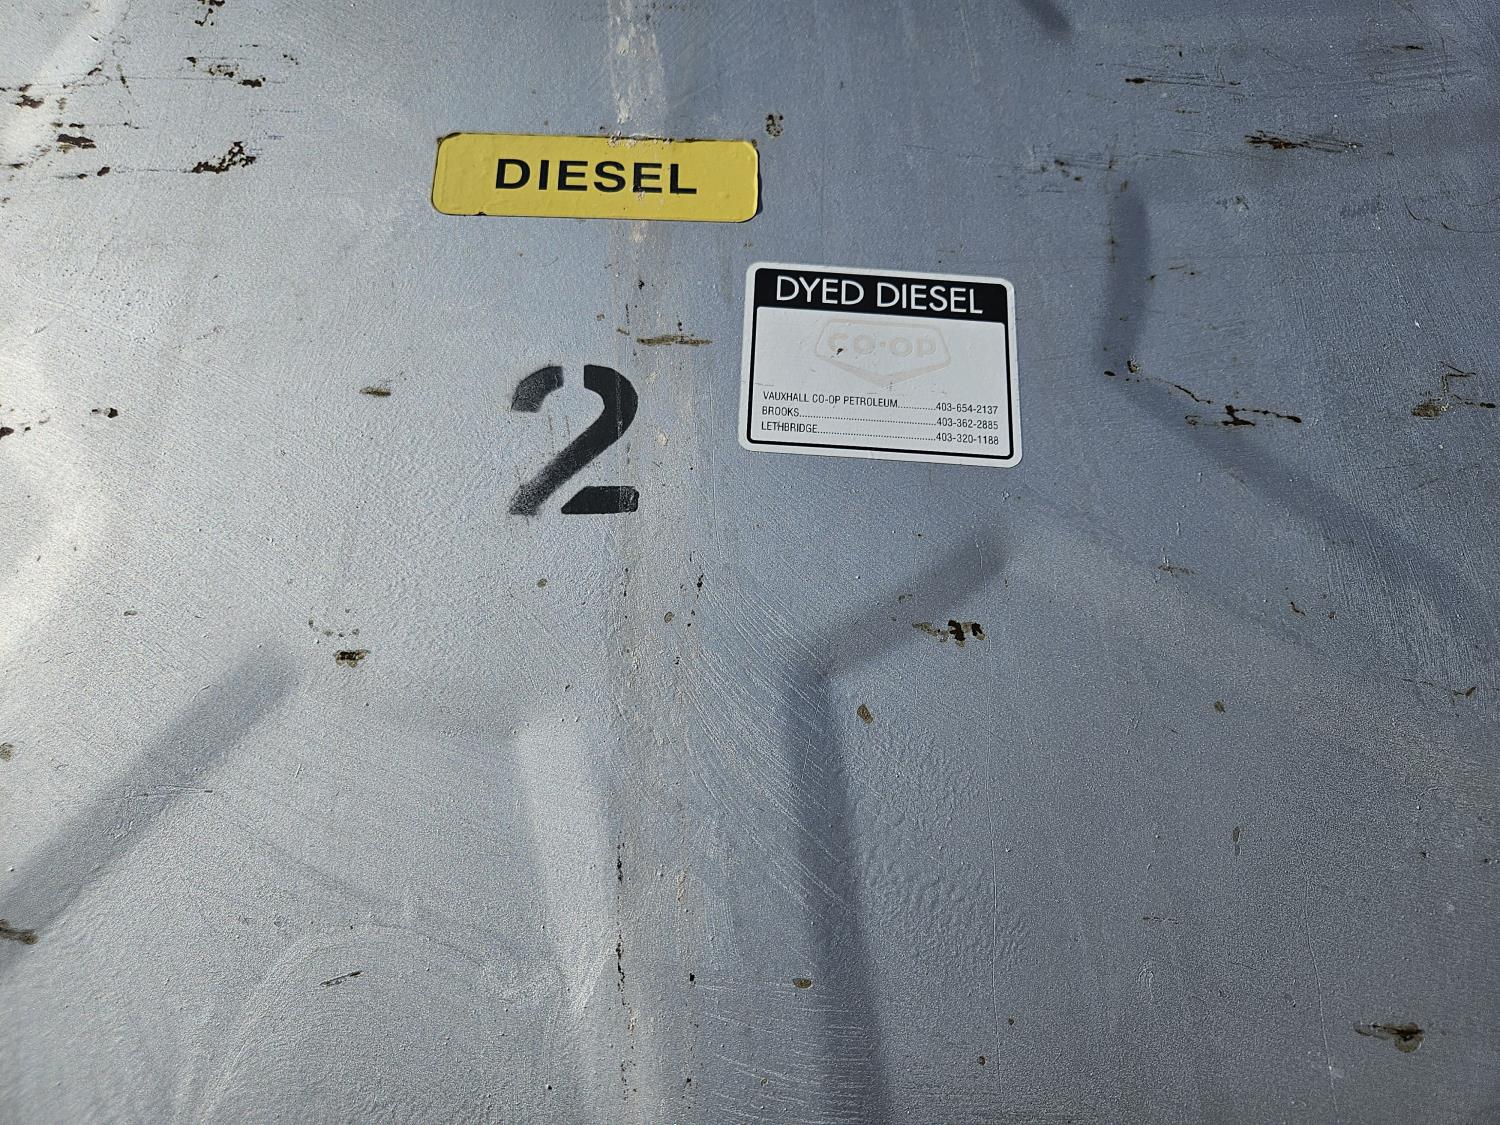 DIESEL
DYED DIESEL
CO-OP
VAUXHALL CO-OP PETROLEUM.............403-654-2137
BROOKS...............................................403-362-2885
LETHBRIDGE........................................403-320-1188
2